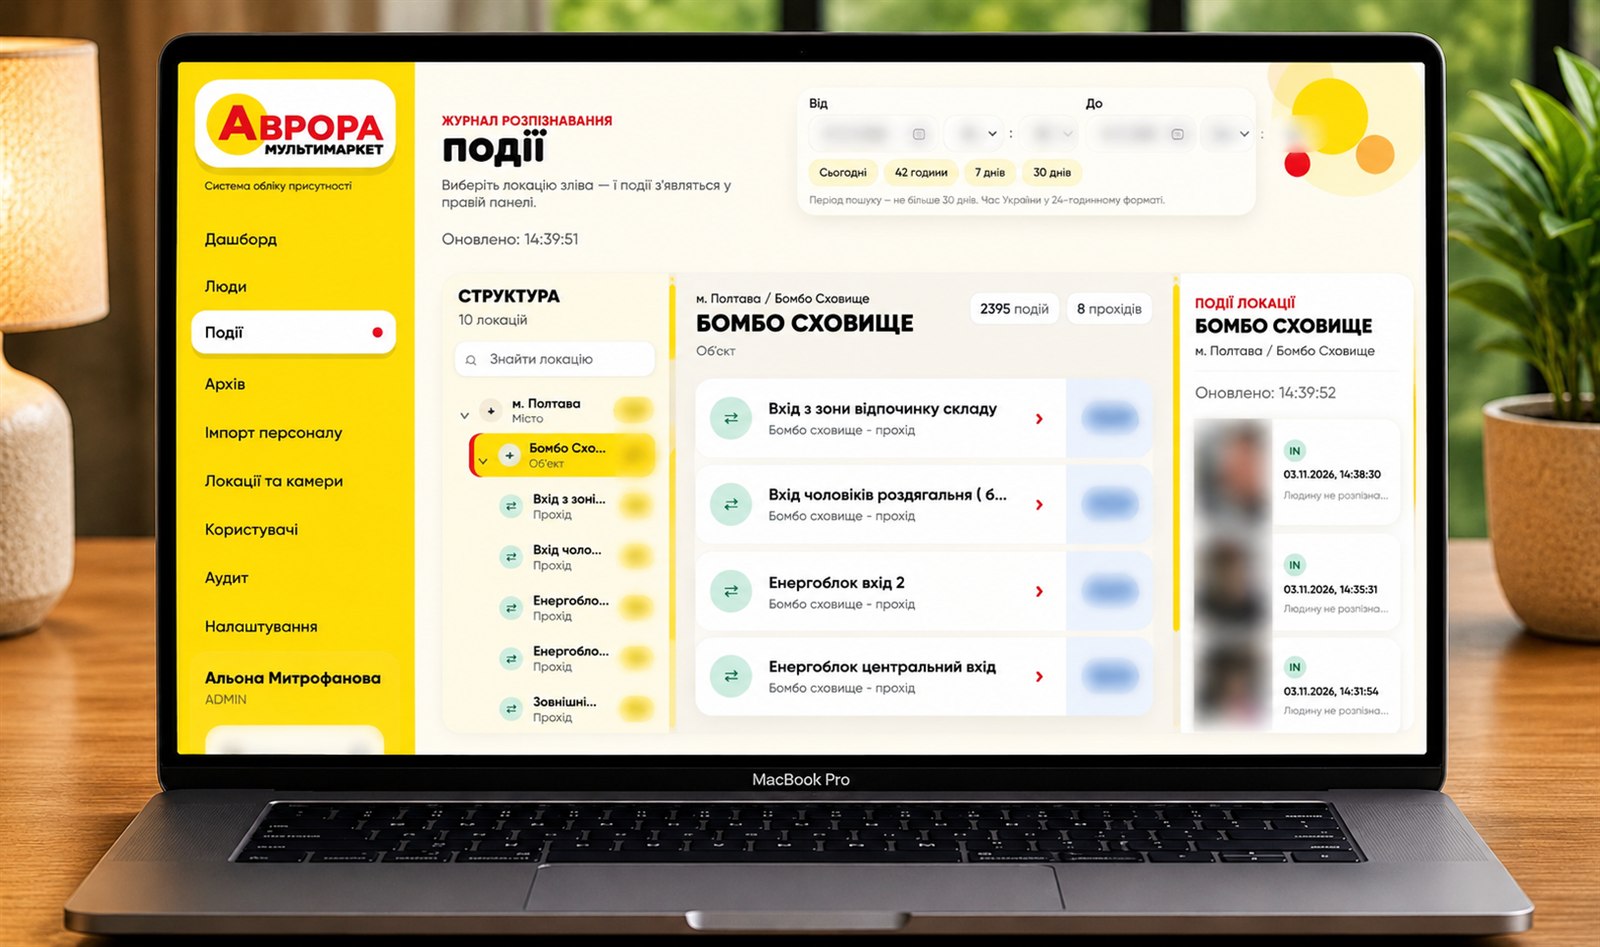 АВРОРА
МУЛЬТИМАРКЕТ
Система обліку присутності
Дашборд
Люди
Події
Архів
Імпорт персоналу
Локації та камери
Користувачі
Аудит
Налаштування
Альона Митрофанова
ADMIN
ЖУРНАЛ РОЗПІЗНАВАННЯ
події
Виберіть локацію зліва — ї події з'являться у
правій панелі.
Оновлено: 14:39:51
Від
До
:
:
Сьогодні
42 години
7 днів
30 днів
Період пошуку — не більше 30 днів. Час України у 24-годинному форматі.
СТРУКТУРА
10 локацій
Знайти локацію
м. Полтава
Місто
Бомбо Схо...
Об'єкт
Вхід з зоні...
Прохід
Вхід чоло...
Прохід
Енергобло...
Прохід
Енергобло...
Прохід
Зовнішні...
Прохід
м. Полтава / Бомбо Сховище
БОМБО СХОВИЩЕ
Об'єкт
2395 подій
8 прохідів
Вхід з зони відпочинку складу
Бомбо сховище - прохід
Вхід чоловіків роздягальня ( б...
Бомбо сховище - прохід
Енергоблок вхід 2
Бомбо сховище - прохід
Енергоблок центральний вхід
Бомбо сховище - прохід
ПОДІЇ ЛОКАЦІЇ
БОМБО СХОВИЩЕ
м. Полтава / Бомбо Сховище
Оновлено: 14:39:52
IN
03.11.2026, 14:38:30
Людину не розпізна...
IN
03.11.2026, 14:35:31
Людину не розпізна...
IN
03.11.2026, 14:31:54
Людину не розпізна...
MacBook Pro